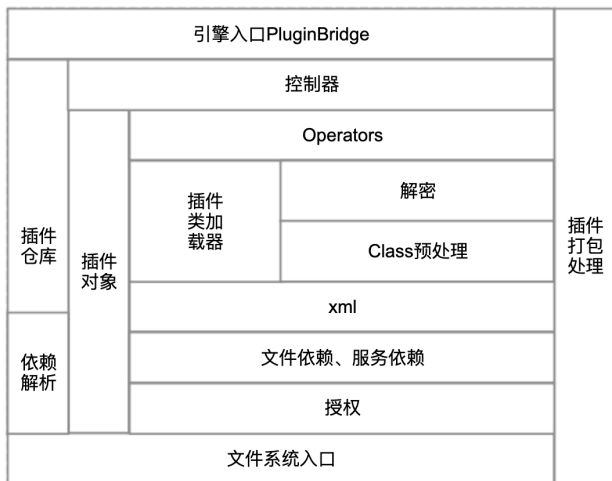 引擎入口PluginBridge
控制器
Operators
插件
类加
载器
解密
Class预处理
插件
仓库
插件
对象
插件
打包
处理
xml
依赖
解析
文件依赖、服务依赖
授权
文件系统入口